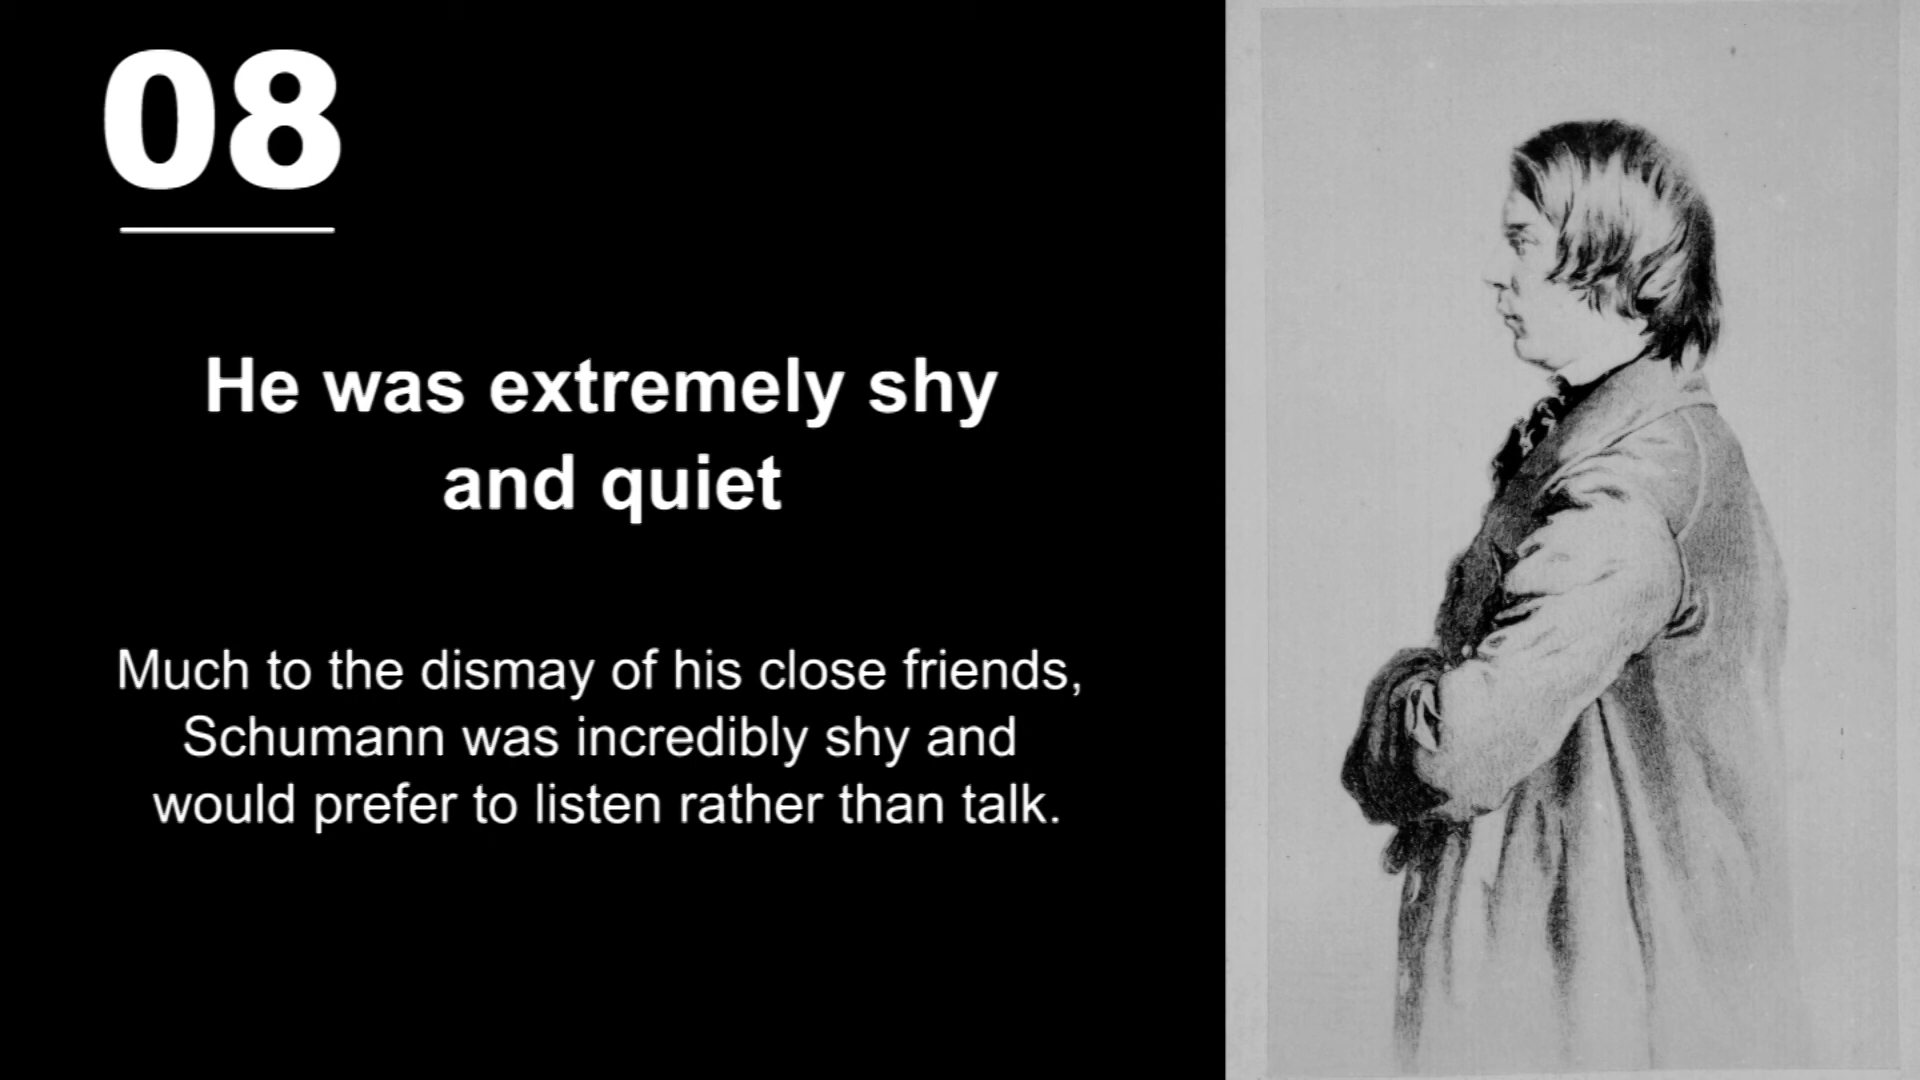 08
He was extremely shy
and quiet
Much to the dismay of his close friends,
Schumann was incredibly shy and
would prefer to listen rather than talk.